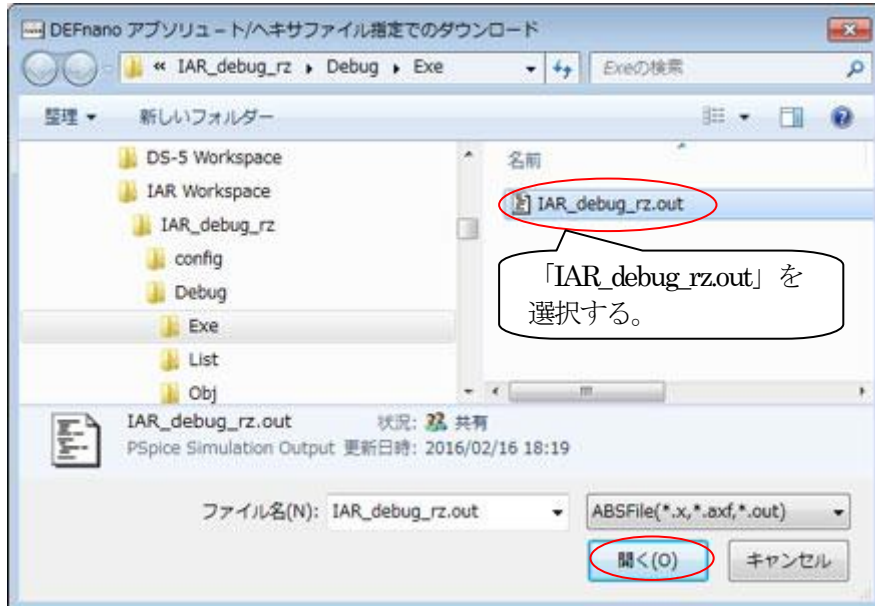 DEFnano アブソリュート/ヘキサファイル指定でのダウンロード
« IAR_debug_rz ▸ Debug ▸ Exe
Exeの検索
整理 ▾ 新しいフォルダー
DS-5 Workspace
IAR Workspace
IAR_debug_rz
config
Debug
Exe
List
Obj
名前
IAR_debug_rz.out
「IAR_debug_rz.out」を
選択する。
IAR_debug_rz.out 状況: 共有
PSpice Simulation Output 更新日時: 2016/02/16 18:19
ファイル名(N): IAR_debug_rz.out
ABSFile(*.x,*.axf,*.out)
開く(O) キャンセル